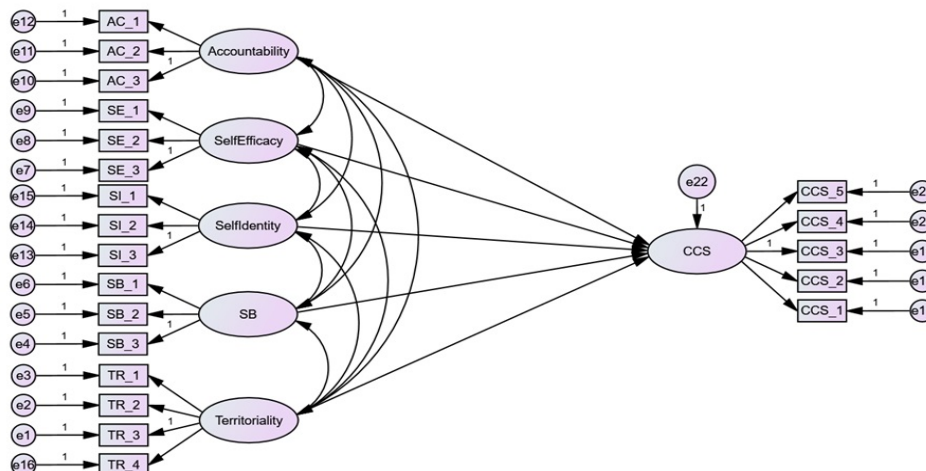 e12 1 AC_1
e11 1 AC_2
e10 1 AC_3
1
Accountability
e9 1 SE_1
e8 1 SE_2
e7 1 SE_3
1
SelfEfficacy
e15 1 SI_1
e14 1 SI_2
e13 1 SI_3
1
SelfIdentity
e6 1 SB_1
e5 1 SB_2
e4 1 SB_3
1
SB
e3 1 TR_1
e2 1 TR_2
e1 1 TR_3
e16 1 TR_4
1
Territoriality
e22
1
CCS
1
CCS_5 1
CCS_4 1
CCS_3 1
CCS_2 1
CCS_1 1